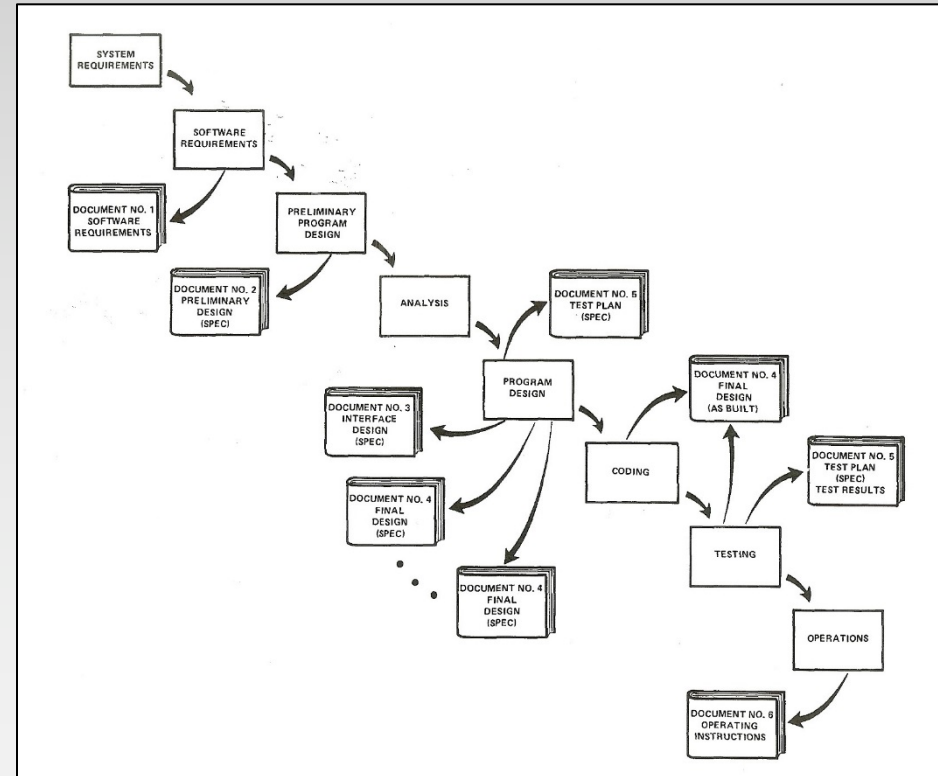 SYSTEM
REQUIREMENTS
SOFTWARE
REQUIREMENTS
DOCUMENT NO. 1
SOFTWARE
REQUIREMENTS
PRELIMINARY
PROGRAM
DESIGN
DOCUMENT NO. 2
PRELIMINARY
DESIGN
(SPEC)
ANALYSIS
DOCUMENT NO. 5
TEST PLAN
(SPEC)
PROGRAM
DESIGN
DOCUMENT NO. 3
INTERFACE
DESIGN
(SPEC)
DOCUMENT NO. 4
FINAL
DESIGN
(AS BUILT)
CODING
DOCUMENT NO. 5
TEST PLAN
(SPEC)
TEST RESULTS
DOCUMENT NO. 4
FINAL
DESIGN
(SPEC)
TESTING
DOCUMENT NO. 4
FINAL
DESIGN
(SPEC)
OPERATIONS
DOCUMENT NO. 6
OPERATING
INSTRUCTIONS